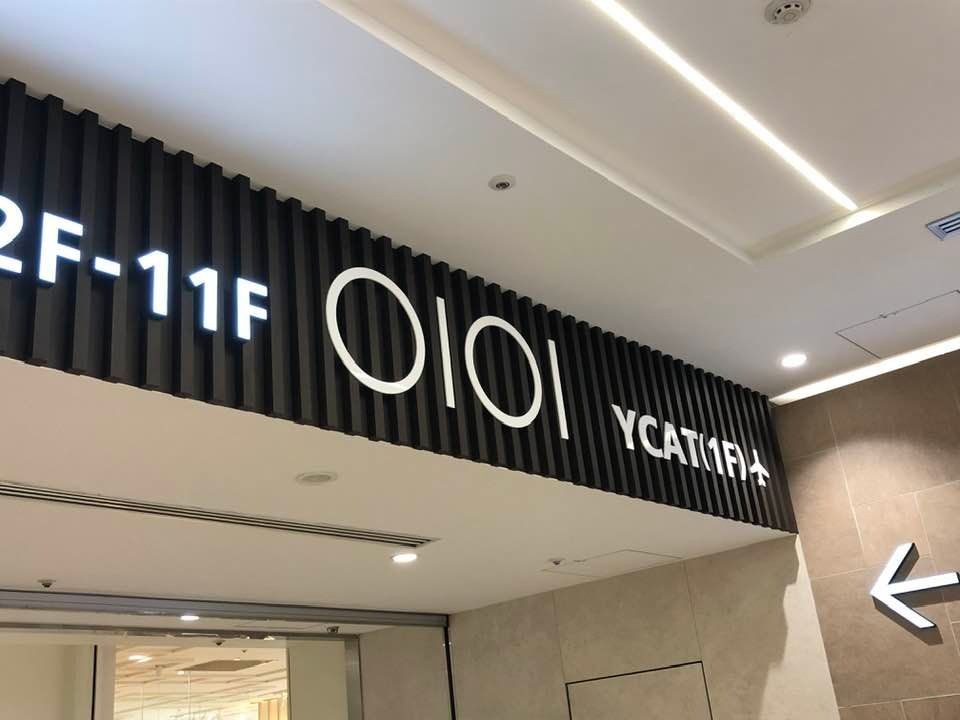 2F-11F
OIOI
YCAT(1F)